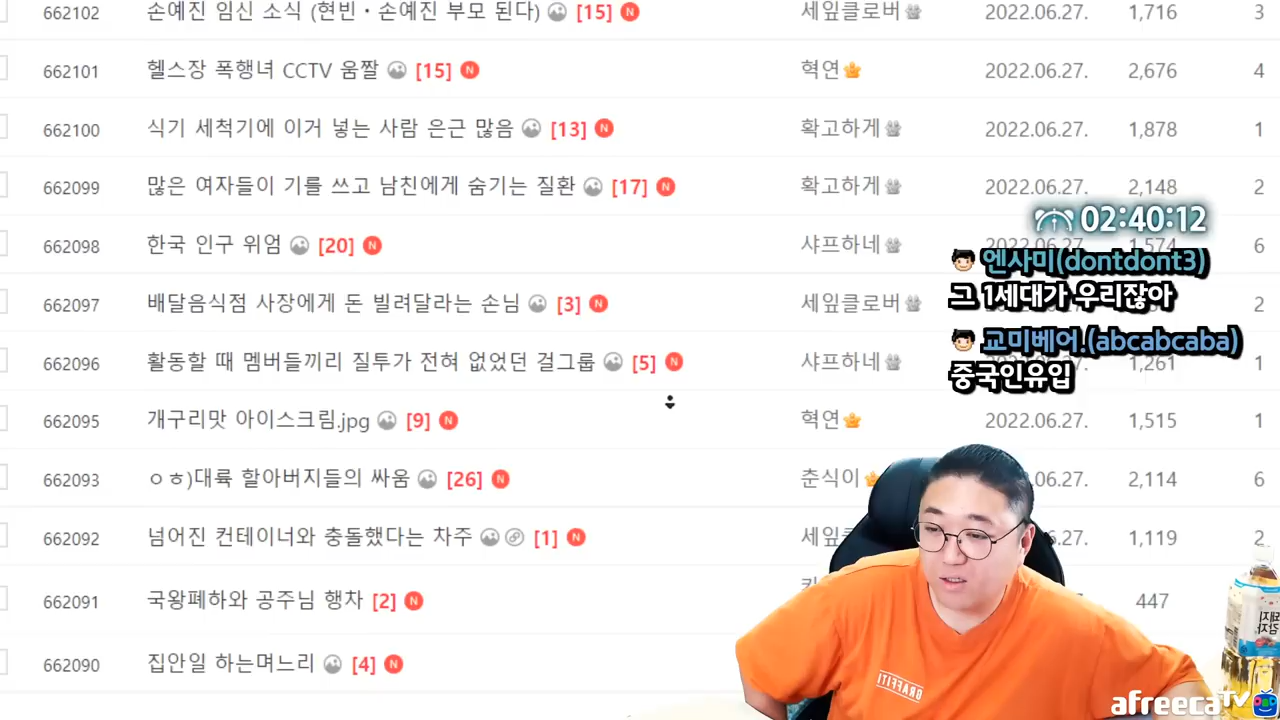 662102 손예진 임신 소식 (현빈・손예진 부모 된다) [15] N 세잎클로버 2022.06.27. 1,716 3
662101 헬스장 폭행녀 CCTV 움짤 [15] N 혁연 2022.06.27. 2,676 4
662100 식기 세척기에 이거 넣는 사람 은근 많음 [13] N 확고하게 2022.06.27. 1,878 1
662099 많은 여자들이 기를 쓰고 남친에게 숨기는 질환 [17] N 확고하게 2022.06.27. 2,148 2
02:40:12
662098 한국 인구 위엄 [20] N 샤프하네 2022.06.27. 1,574 6
엔사미(dontdont3)
그 1세대가 우리잖아
662097 배달음식점 사장에게 돈 빌려달라는 손님 [3] N 세잎클로버 2
교미베어.(abcabcaba)
662096 활동할 때 멤버들끼리 질투가 전혀 없었던 걸그룹 [5] N 샤프하네 1,261 1
중국인유입
662095 개구리맛 아이스크림.jpg [9] N 혁연 2022.06.27. 1,515 1
662093 ㅇㅎ)대륙 할아버지들의 싸움 [26] N 춘식이 .06.27. 2,114 6
662092 넘어진 컨테이너와 충돌했다는 차주 [1] N 세잎 6.27. 1,119 2
662091 국왕폐하와 공주님 행차 [2] N 447
662090 집안일 하는며느리 [4] N
GRAFFITI
afreecaTV